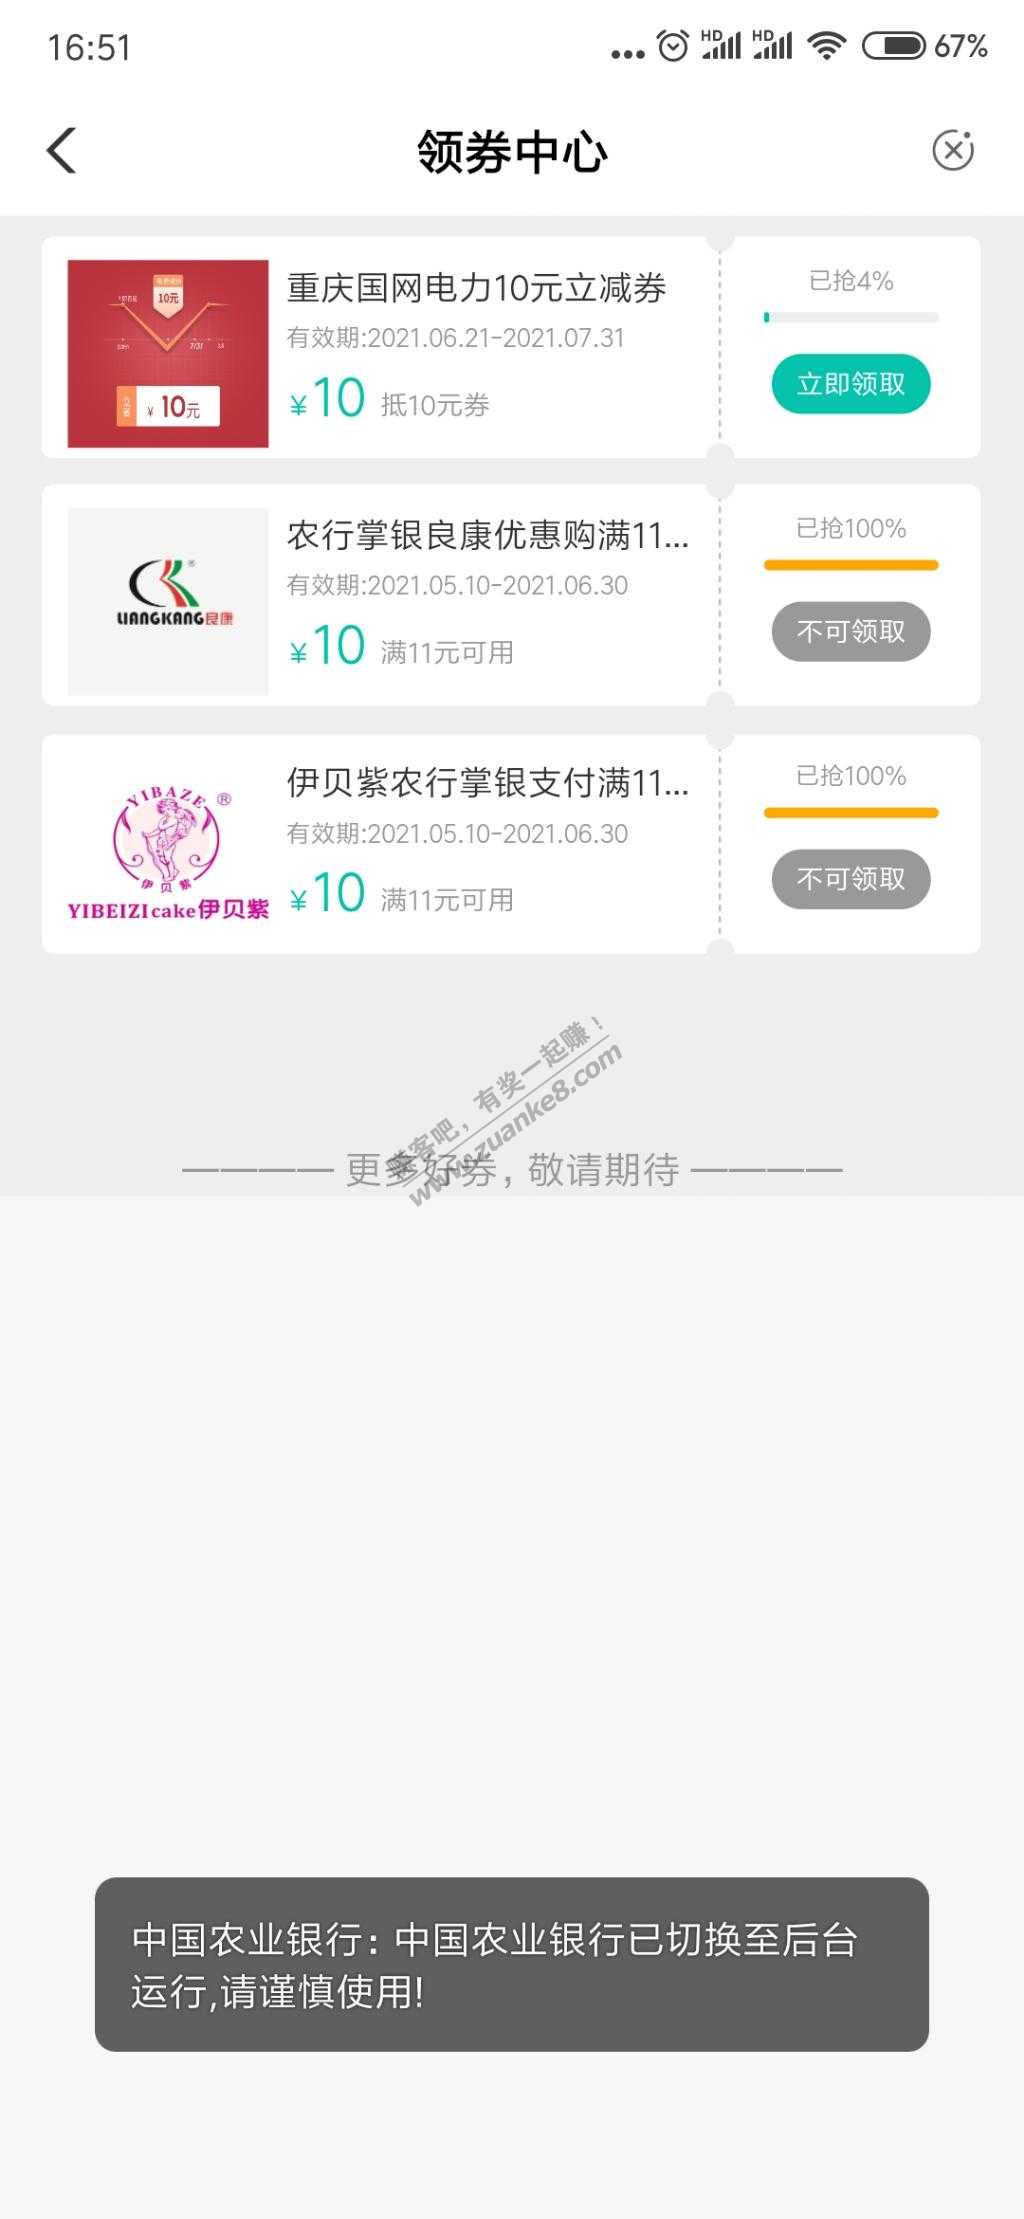 16:51
HD HD 67%
领券中心
10元
¥ 10元
重庆国网电力10元立减券
有效期:2021.06.21-2021.07.31
¥10 抵10元券
已抢4%
立即领取
LIANGKANG良康
农行掌银良康优惠购满11...
有效期:2021.05.10-2021.06.30
¥10 满11元可用
已抢100%
不可领取
YIBAZE ®
伊贝紫
YIBEIZI cake伊贝紫
伊贝紫农行掌银支付满11...
有效期:2021.05.10-2021.06.30
¥10 满11元可用
已抢100%
不可领取
赚客吧，有奖一起赚！
www.zuanke8.com
———— 更多好券，敬请期待 ————
中国农业银行: 中国农业银行已切换至后台
运行,请谨慎使用!